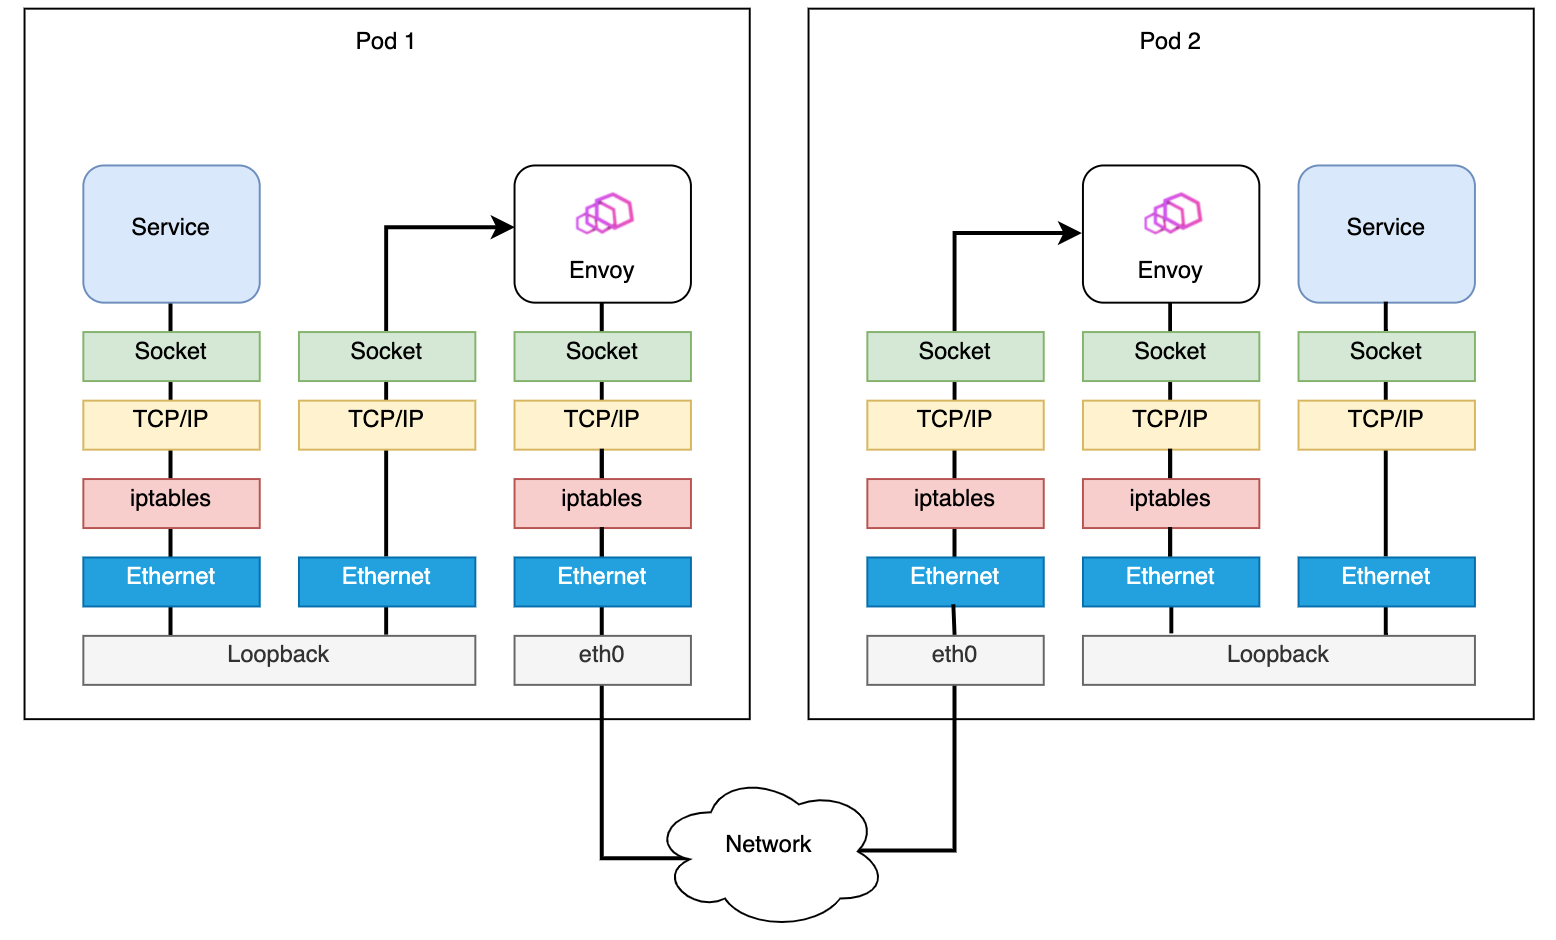 Pod 1
Pod 2
Service
Envoy
Envoy
Service
Socket
Socket
Socket
Socket
Socket
Socket
TCP/IP
TCP/IP
TCP/IP
TCP/IP
TCP/IP
TCP/IP
iptables
iptables
iptables
iptables
Ethernet
Ethernet
Ethernet
Ethernet
Ethernet
Ethernet
Loopback
eth0
eth0
Loopback
Network